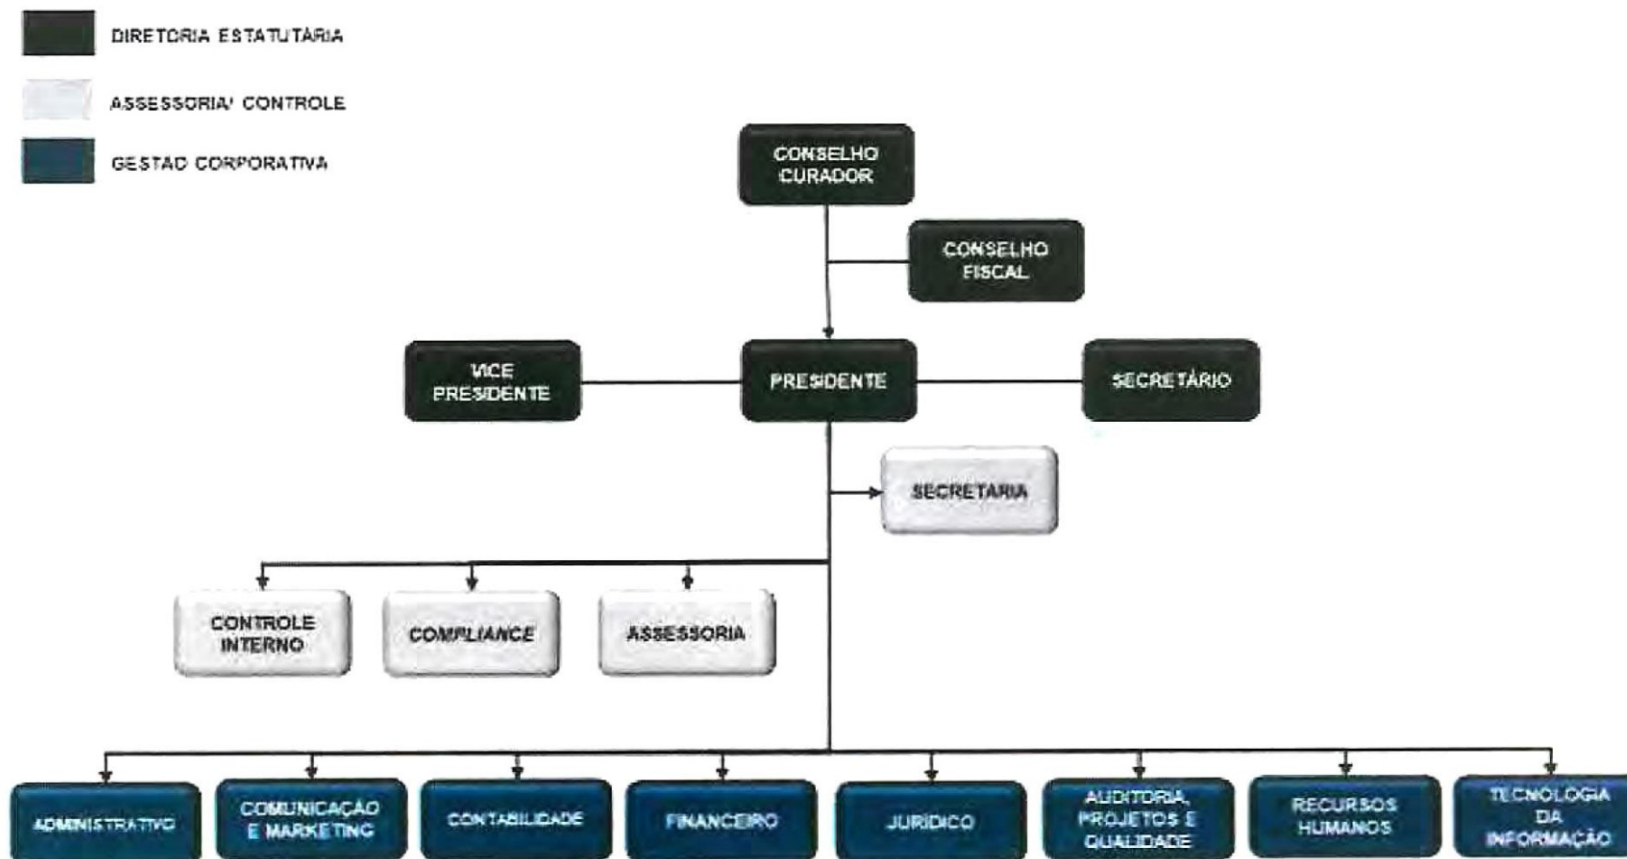 DIRETORIA ESTATUTÁRIA
ASSESSORIA/ CONTROLE
GESTAO CORPORATIVA
CONSELHO
CURADOR
CONSELHO
FISCAL
VICE
PRESIDENTE
PRESIDENTE
SECRETÁRIO
SECRETARIA
CONTROLE
INTERNO
COMPLIANCE
ASSESSORIA
ADMINISTRATIVO
COMUNICAÇÃO
E MARKETING
CONTABILIDADE
FINANCEIRO
JURÍDICO
AUDITORIA,
PROJETOS E
QUALIDADE
RECURSOS
HUMANOS
TECNOLOGIA
DA
INFORMAÇÃO